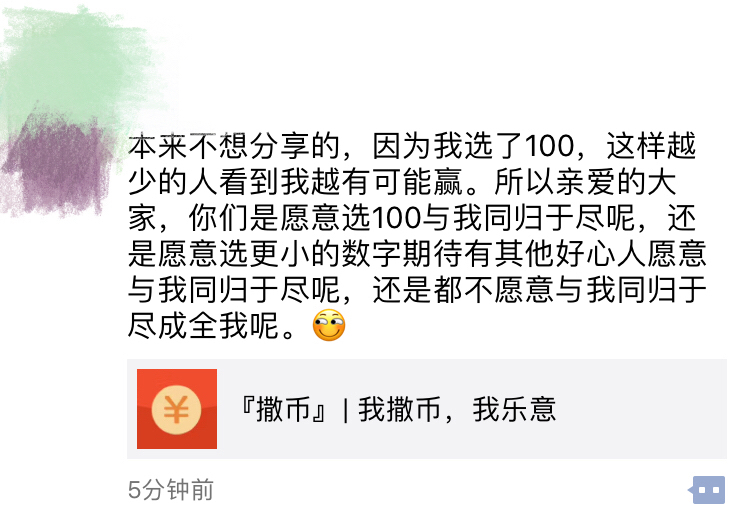 本来不想分享的，因为我选了100，这样越
少的人看到我越有可能赢。所以亲爱的大
家，你们是愿意选100与我同归于尽呢，还
是愿意选更小的数字期待有其他好心人愿意
与我同归于尽呢，还是都不愿意与我同归于
尽成全我呢。
¥
『撒币』| 我撒币，我乐意
5分钟前